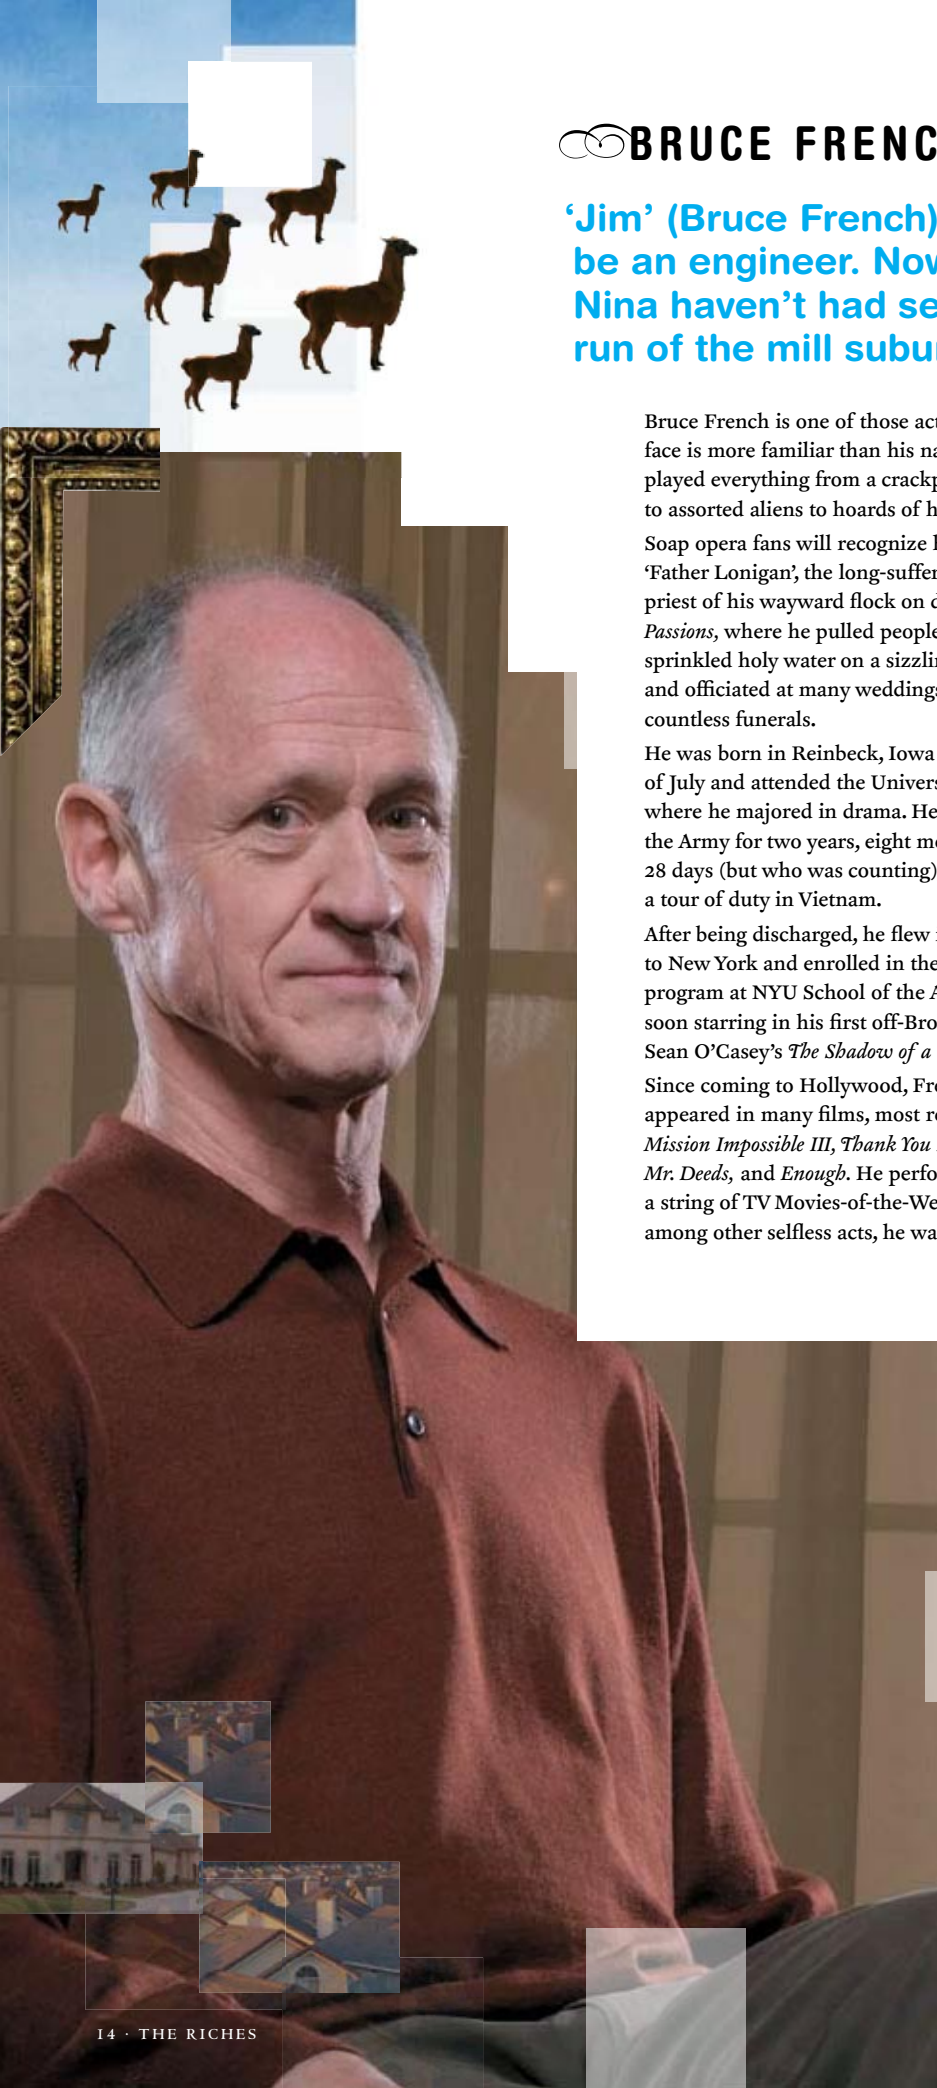 BRUCE FRENC
‘Jim’ (Bruce French)
be an engineer. Now
Nina haven’t had se
run of the mill subu
Bruce French is one of those act
face is more familiar than his na
played everything from a crackp
to assorted aliens to hoards of h
Soap opera fans will recognize h
‘Father Lonigan’, the long-suffer
priest of his wayward flock on d
Passions, where he pulled people
sprinkled holy water on a sizzlin
and officiated at many weddings
countless funerals.
He was born in Reinbeck, Iowa
of July and attended the Univers
where he majored in drama. He
the Army for two years, eight mo
28 days (but who was counting)
a tour of duty in Vietnam.
After being discharged, he flew
to New York and enrolled in the
program at NYU School of the A
soon starring in his first off-Bro
Sean O’Casey’s The Shadow of a
Since coming to Hollywood, Fre
appeared in many films, most re
Mission Impossible III, Thank You
Mr. Deeds, and Enough. He perfo
a string of TV Movies-of-the-We
among other selfless acts, he wa
14 · THE RICHES